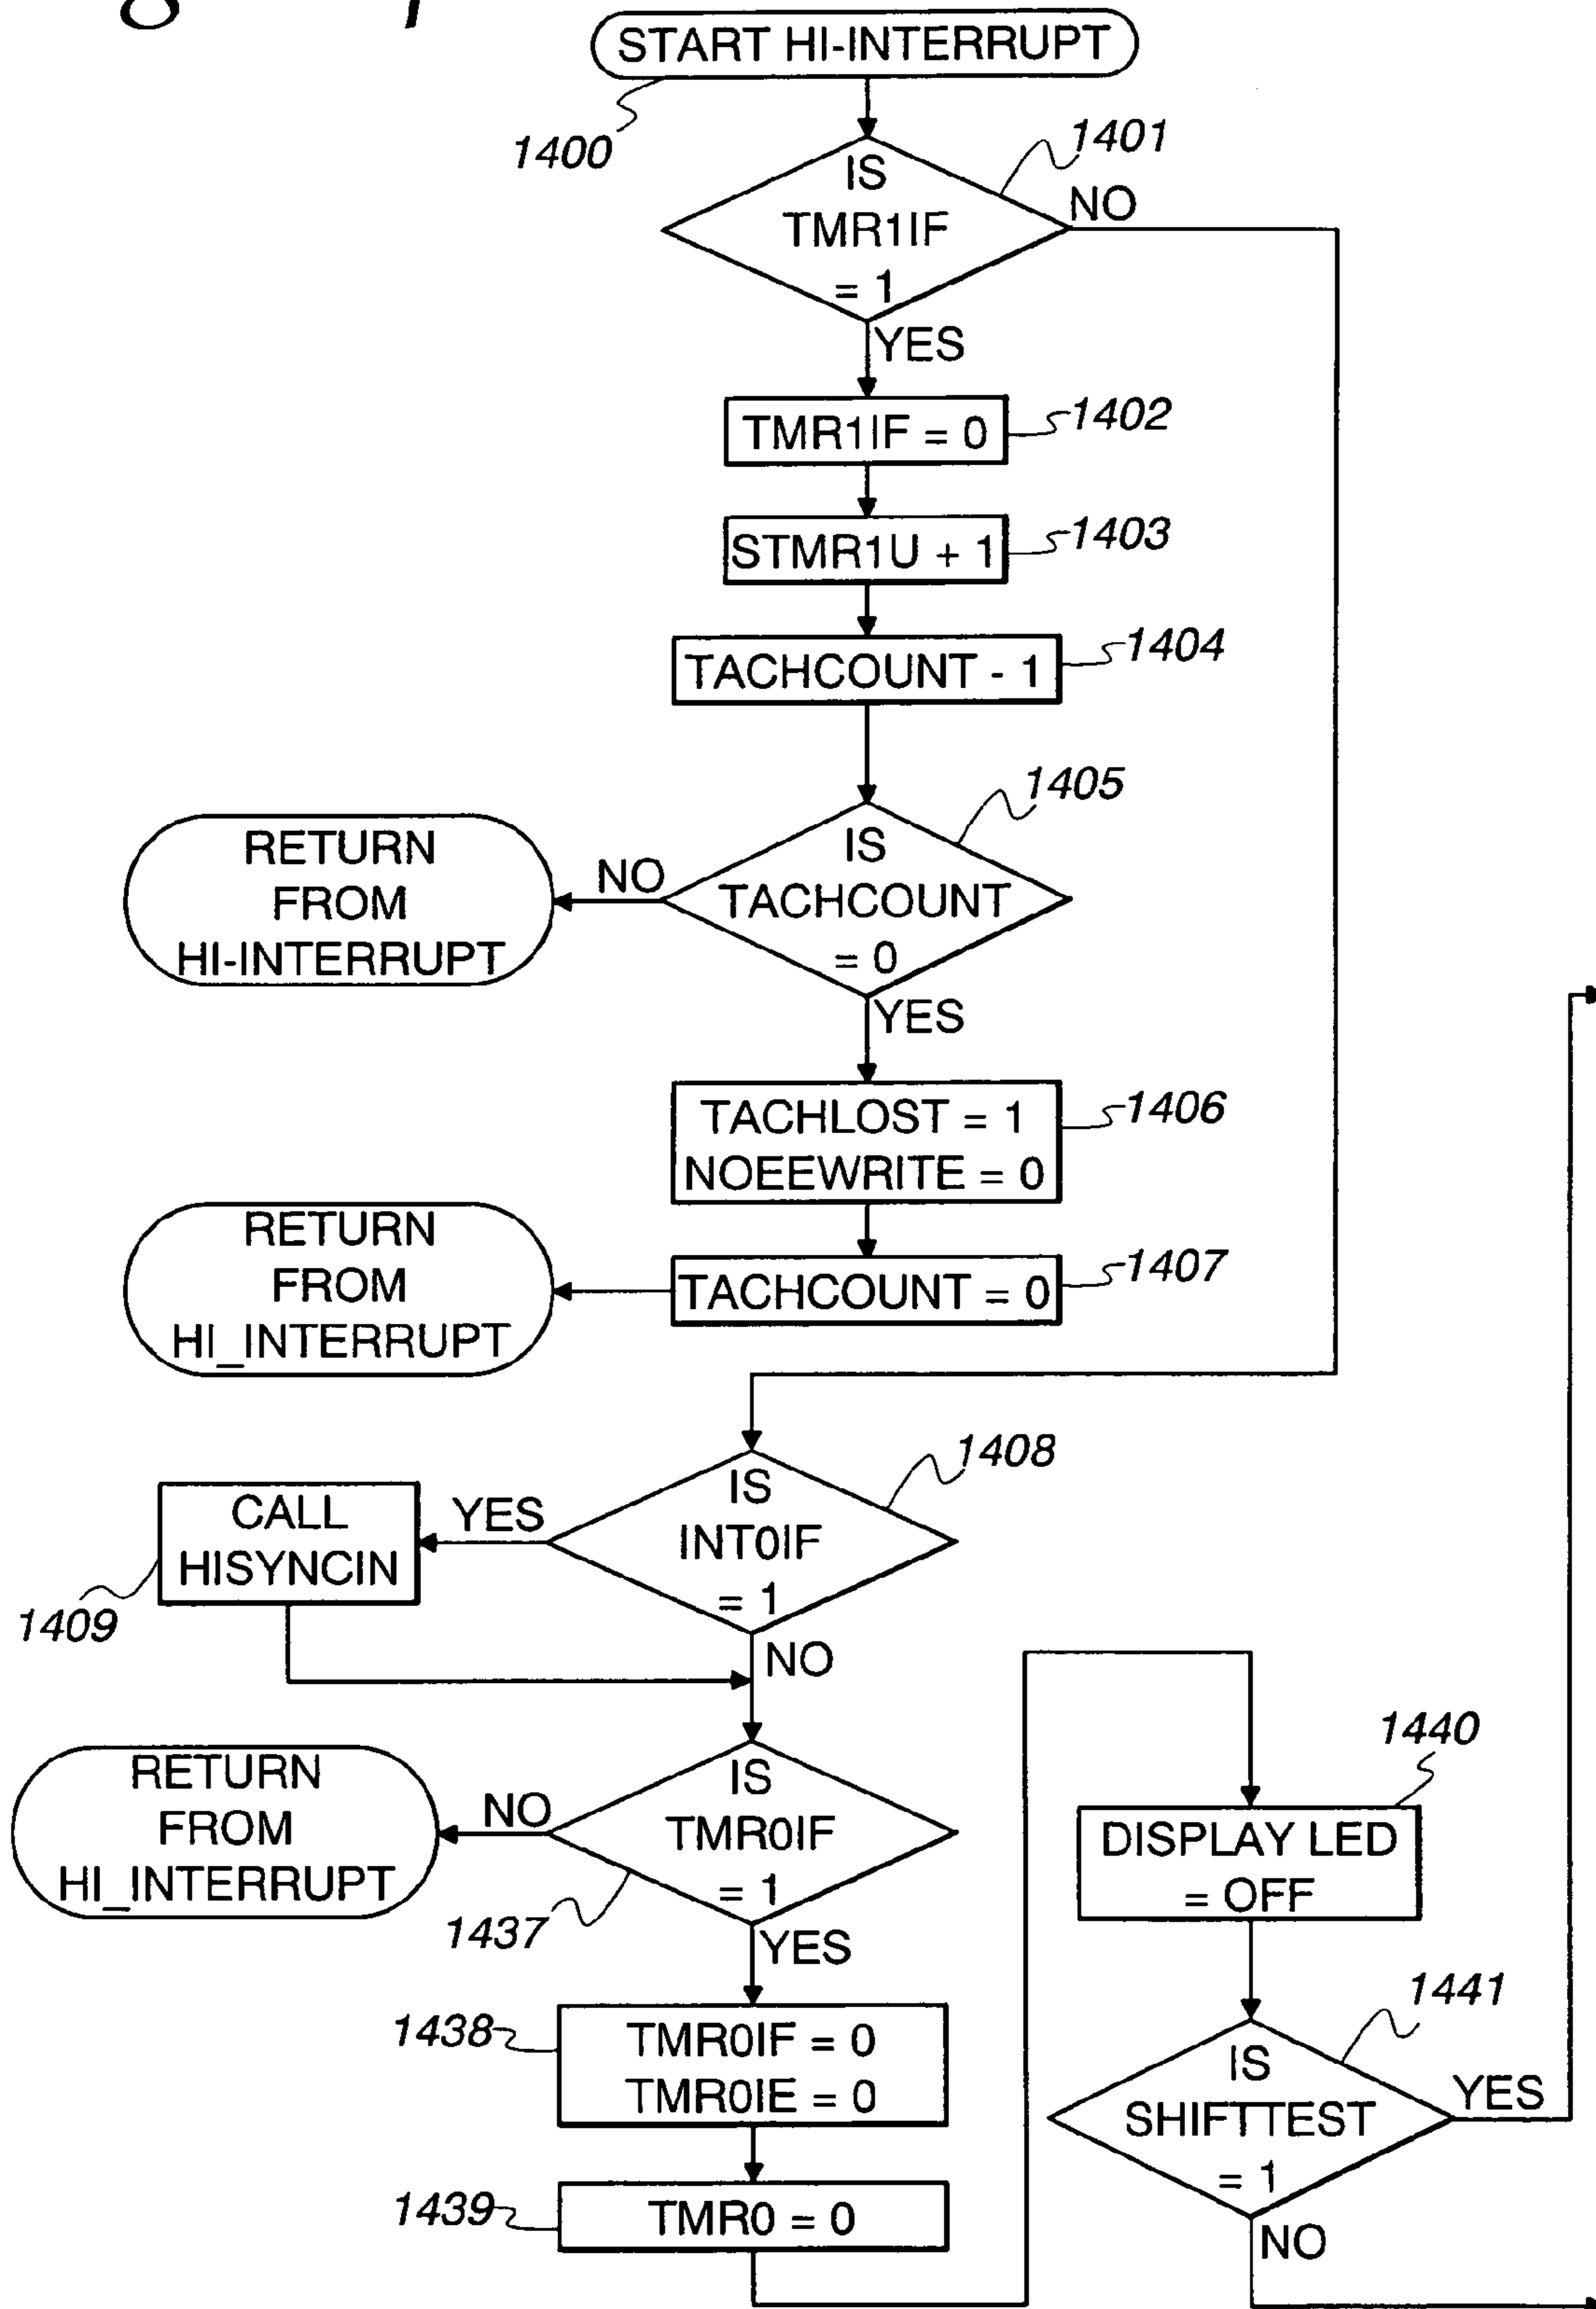 START HI-INTERRUPT
1400
1401
IS
TMR1IF
= 1
NO
YES
TMR1IF = 0
1402
STMR1U + 1
1403
TACHCOUNT - 1
1404
1405
IS
TACHCOUNT
= 0
NO
RETURN
FROM
HI-INTERRUPT
YES
TACHLOST = 1
NOEEWRITE = 0
1406
TACHCOUNT = 0
1407
RETURN
FROM
HI_INTERRUPT
1408
IS
INT0IF
= 1
YES
CALL
HISYNCIN
1409
NO
IS
TMR0IF
= 1
1437
NO
RETURN
FROM
HI_INTERRUPT
YES
1438
TMR0IF = 0
TMR0IE = 0
1439
TMR0 = 0
1440
DISPLAY LED
= OFF
1441
IS
SHIFTTEST
= 1
YES
NO